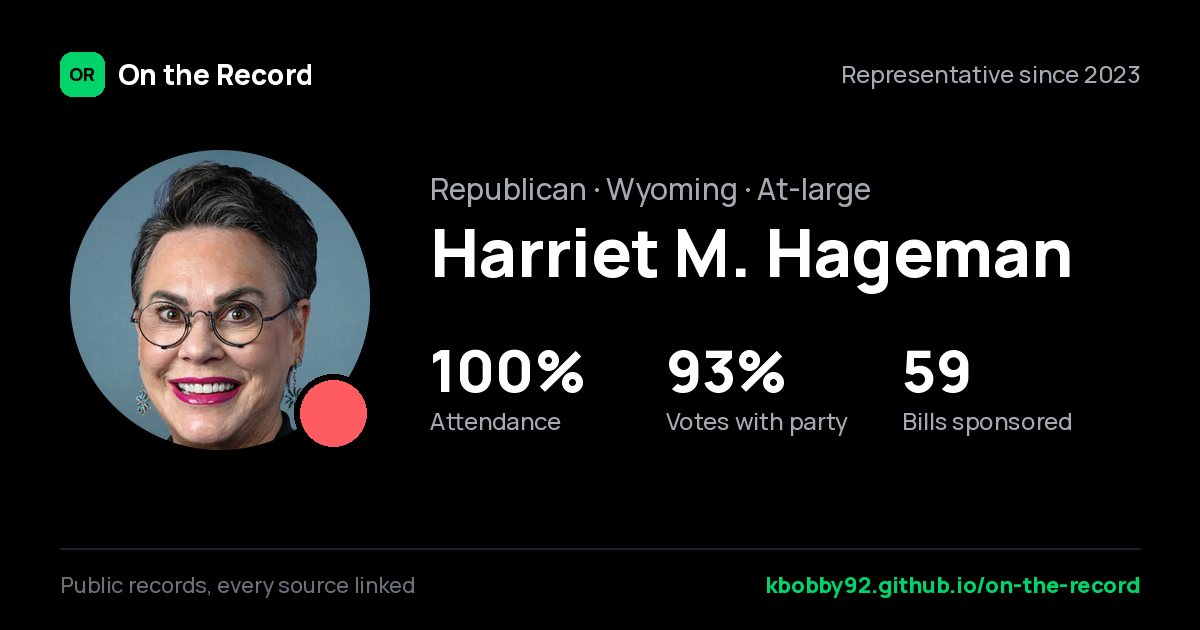 OR On the Record
Representative since 2023
Republican · Wyoming · At-large
Harriet M. Hageman
100% 93% 59
Attendance Votes with party Bills sponsored
Public records, every source linked
kbobby92.github.io/on-the-record